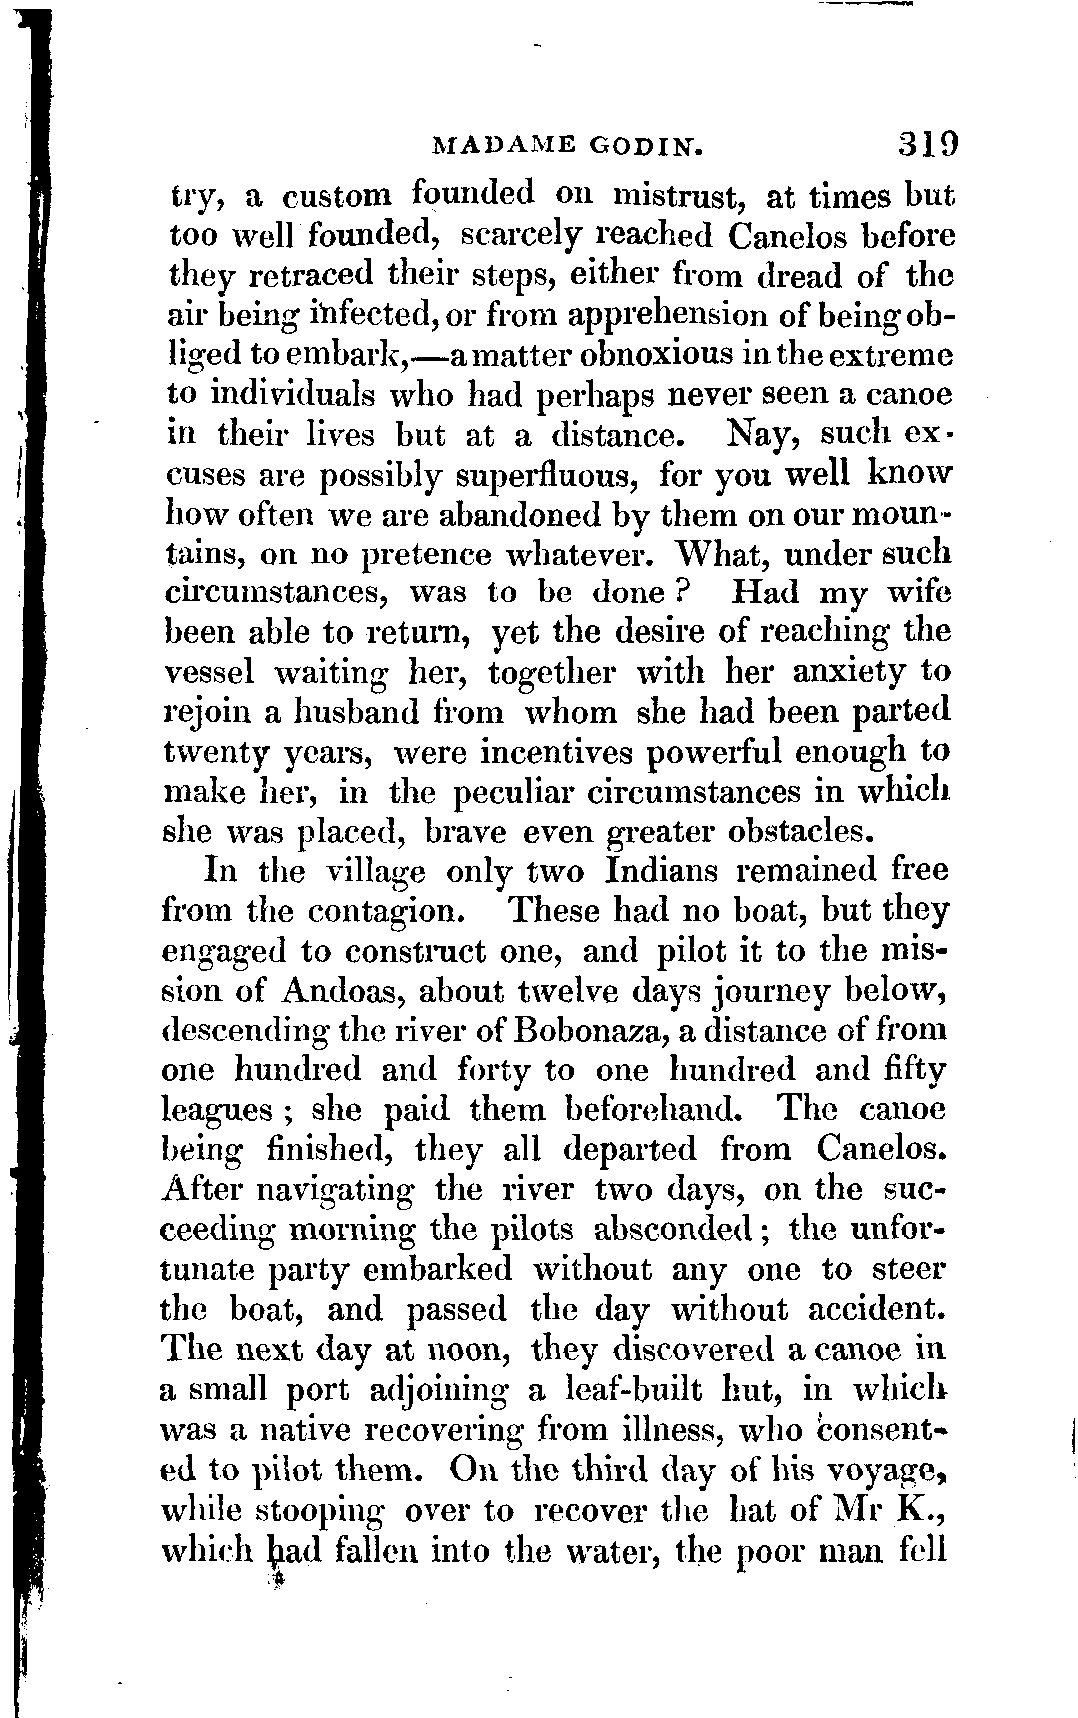 MADAME GODIN. 319
try, a custom founded on mistrust, at times but
too well founded, scarcely reached Canelos before
they retraced their steps, either from dread of the
air being infected, or from apprehension of being ob-
liged to embark,—a matter obnoxious in the extreme
to individuals who had perhaps never seen a canoe
in their lives but at a distance. Nay, such ex-
cuses are possibly superfluous, for you well know
how often we are abandoned by them on our moun-
tains, on no pretence whatever. What, under such
circumstances, was to be done? Had my wife
been able to return, yet the desire of reaching the
vessel waiting her, together with her anxiety to
rejoin a husband from whom she had been parted
twenty years, were incentives powerful enough to
make her, in the peculiar circumstances in which
she was placed, brave even greater obstacles.
In the village only two Indians remained free
from the contagion. These had no boat, but they
engaged to construct one, and pilot it to the mis-
sion of Andoas, about twelve days journey below,
descending the river of Bobonaza, a distance of from
one hundred and forty to one hundred and fifty
leagues; she paid them beforehand. The canoe
being finished, they all departed from Canelos.
After navigating the river two days, on the suc-
ceeding morning the pilots absconded; the unfor-
tunate party embarked without any one to steer
the boat, and passed the day without accident.
The next day at noon, they discovered a canoe in
a small port adjoining a leaf-built hut, in which
was a native recovering from illness, who consent-
ed to pilot them. On the third day of his voyage,
while stooping over to recover the hat of Mr K.,
which had fallen into the water, the poor man fell